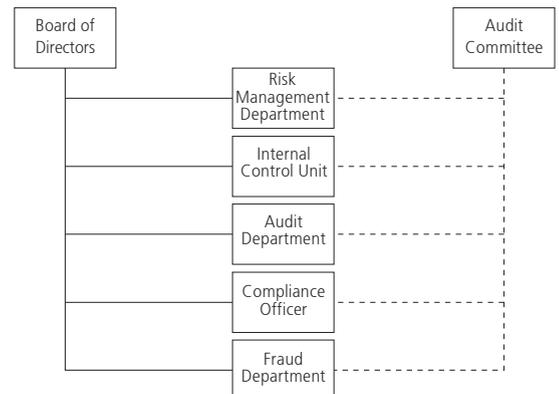 Board of
Directors
Audit
Committee
Risk
Management
Department
Internal
Control Unit
Audit
Department
Compliance
Officer
Fraud
Department